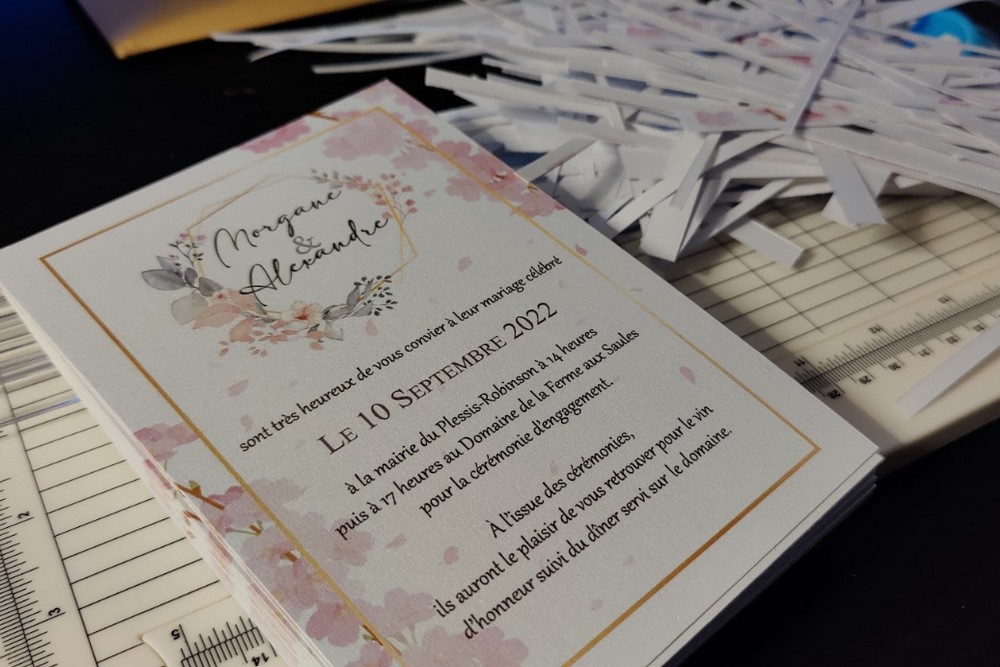 Morgane
&
Alexandre
sont très heureux de vous convier à leur mariage célébré
Le 10 Septembre 2022
à la mairie du Plessis-Robinson à 14 heures
puis à 17 heures au Domaine de la Ferme aux Saules
pour la cérémonie d'engagement.
À l'issue des cérémonies,
ils auront le plaisir de vous retrouver pour le vin
d'honneur suivi du dîner servi sur le domaine.
2
3
5
14